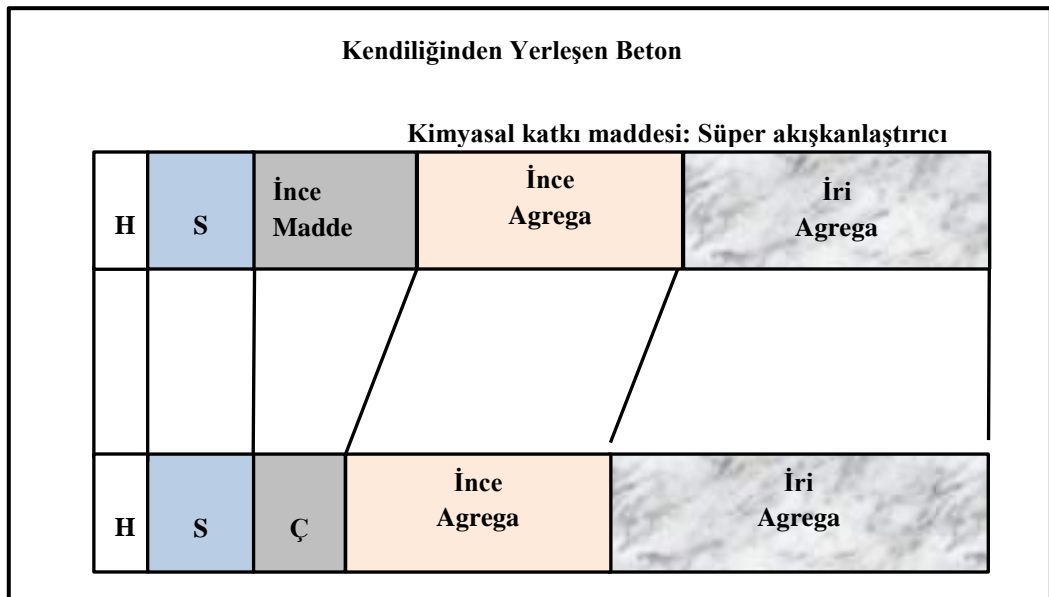 Kendiliğinden Yerleşen Beton
Kimyasal katkı maddesi: Süper akışkanlaştırıcı
H
S
İnce
Madde
İnce
Agrega
İri
Agrega
H
S
Ç
İnce
Agrega
İri
Agrega